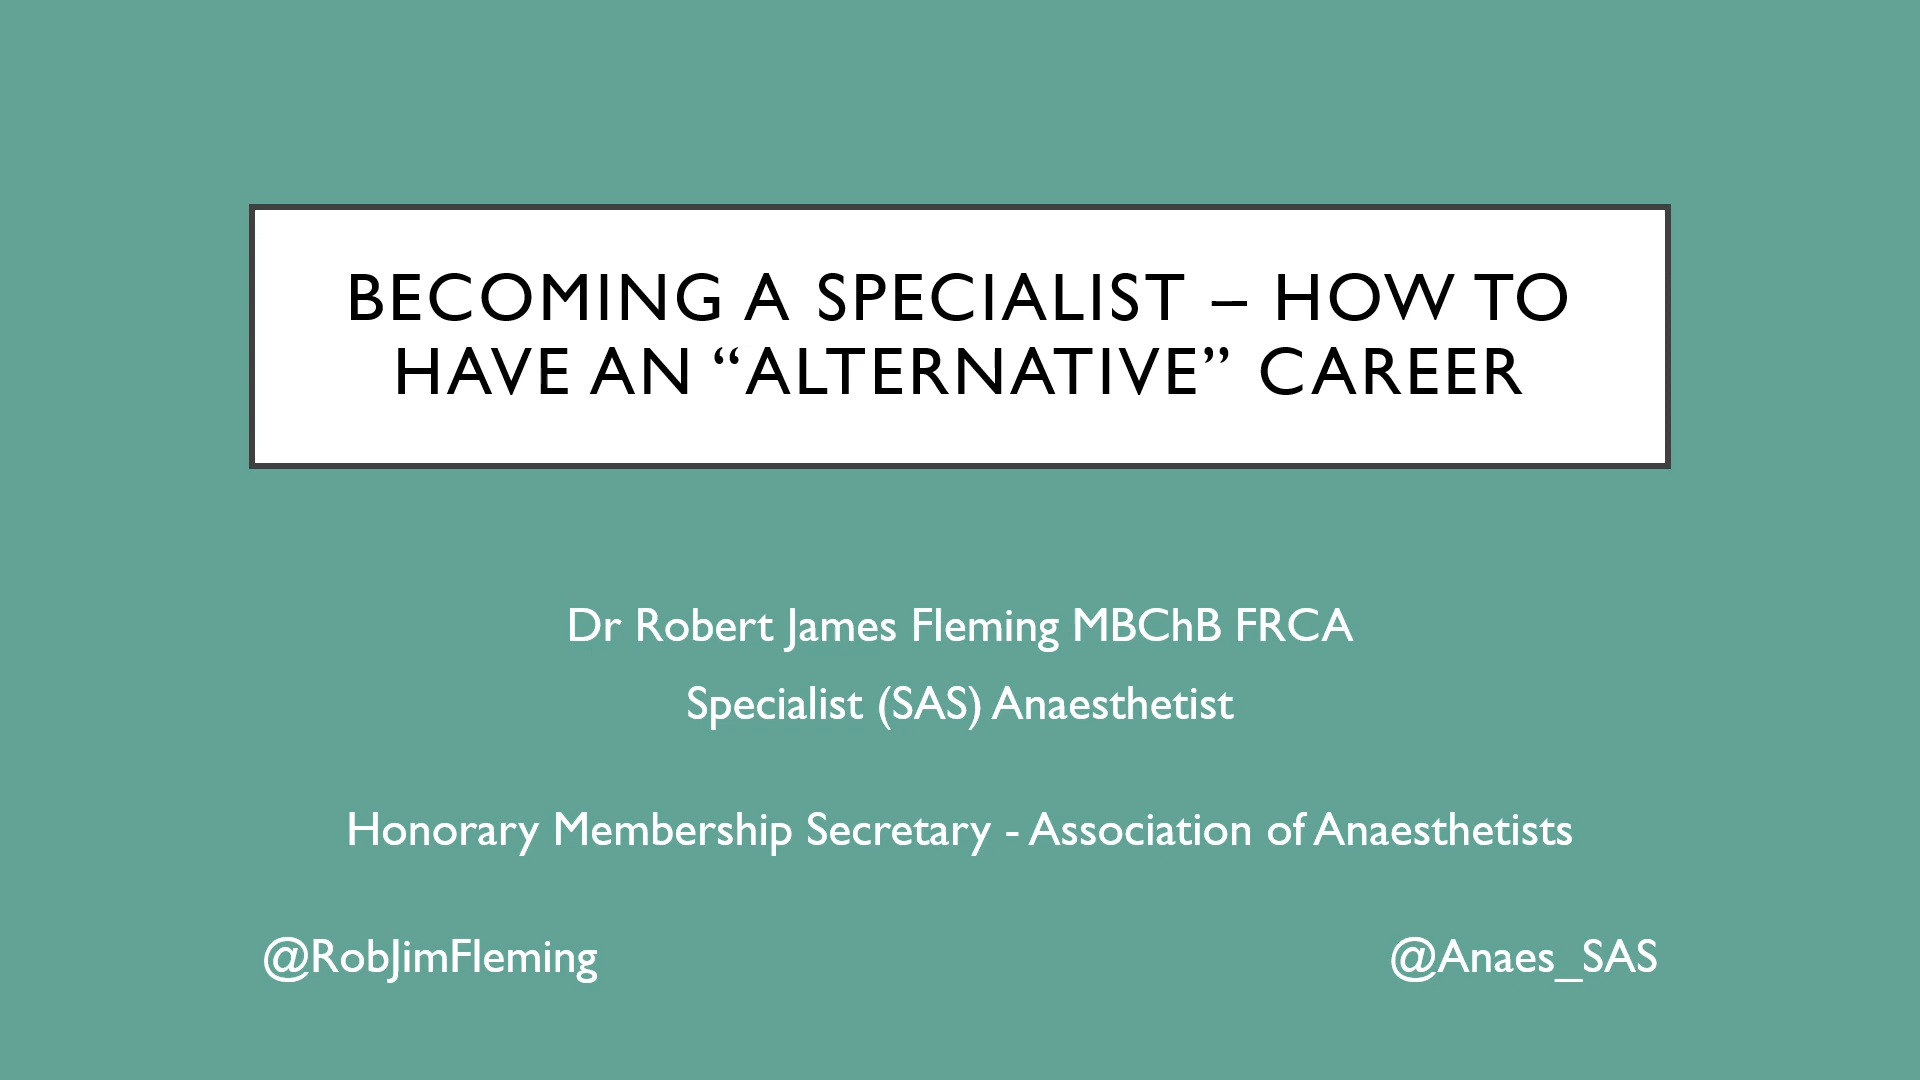 BECOMING A SPECIALIST – HOW TO
HAVE AN “ALTERNATIVE” CAREER
Dr Robert James Fleming MBChB FRCA
Specialist (SAS) Anaesthetist
Honorary Membership Secretary - Association of Anaesthetists
@RobJimFleming
@Anaes_SAS